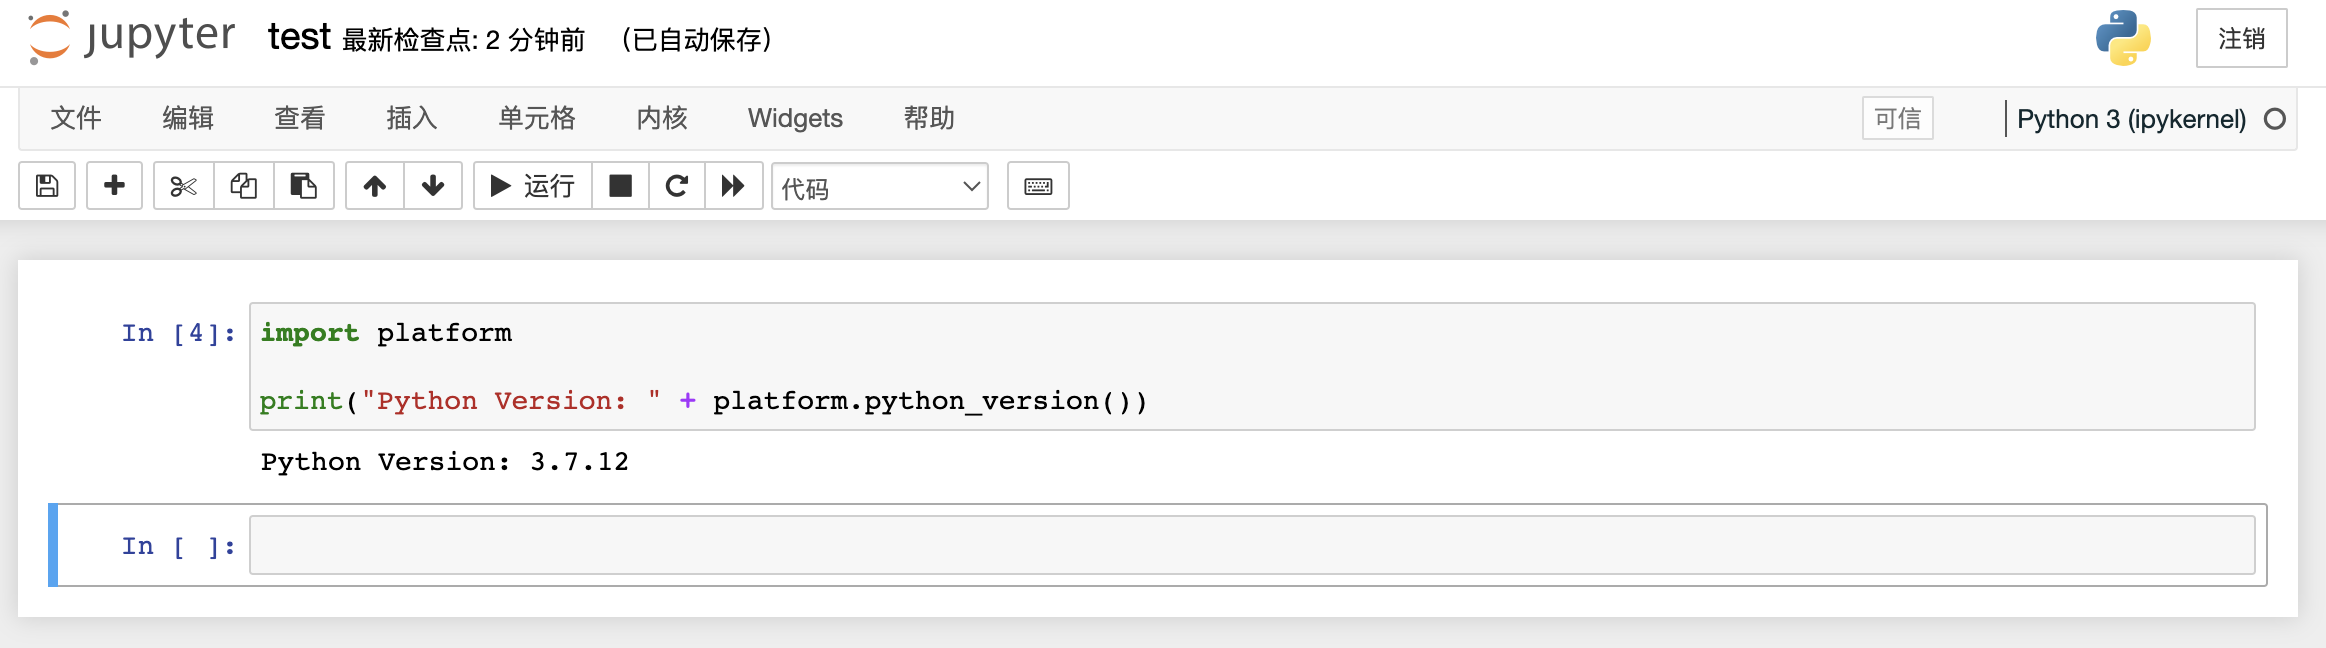 jupyter test 最新检查点: 2 分钟前 (已自动保存) 注销
文件 编辑 查看 插入 单元格 内核 Widgets 帮助 可信 Python 3 (ipykernel)
运行 代码
In [4]: import platform
print("Python Version: " + platform.python_version())
Python Version: 3.7.12
In [ ]: